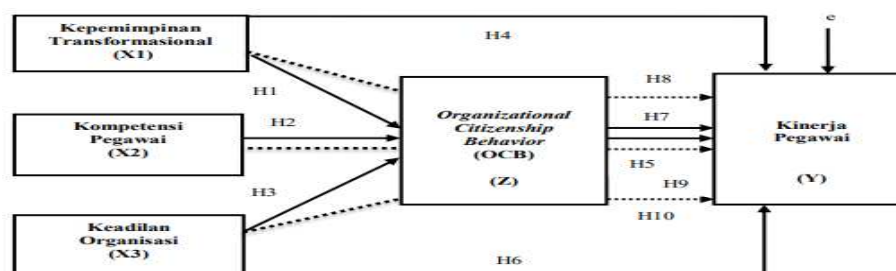 Kepemimpinan
Transformasional
(X1)
H4
e
H1
H8
Organizational
Citizenship
Behavior
(OCB)
(Z)
Kompetensi
Pegawai
(X2)
H2
H7
Kinerja
Pegawai
(Y)
H5
H3
H9
H10
Keadilan
Organisasi
(X3)
H6